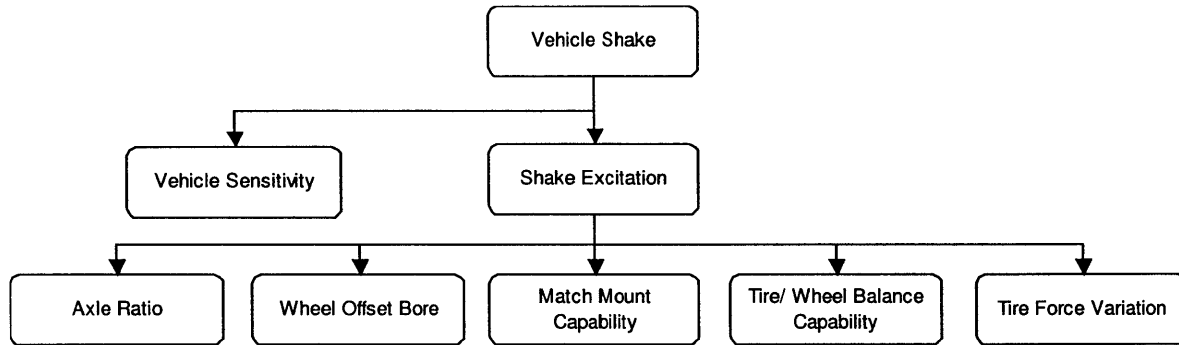 Vehicle Shake
Vehicle Sensitivity
Shake Excitation
Axle Ratio
Wheel Offset Bore
Match Mount
Capability
Tire/ Wheel Balance
Capability
Tire Force Variation